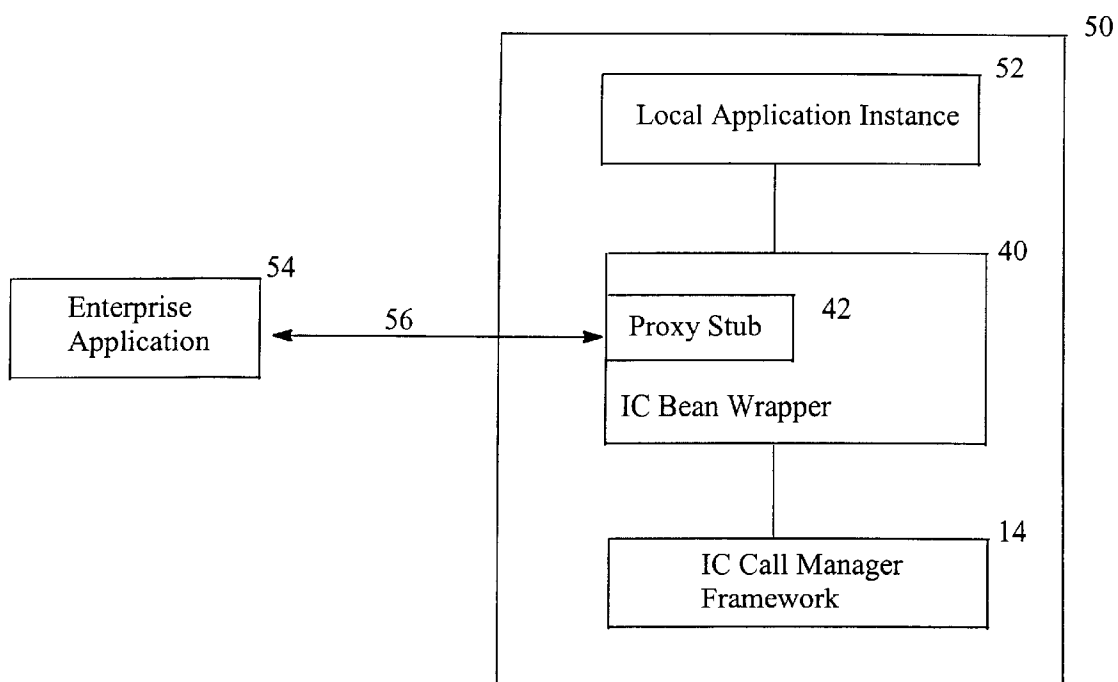 50
52
Local Application Instance
40
54
Enterprise
Application
56
42
Proxy Stub
IC Bean Wrapper
14
IC Call Manager
Framework